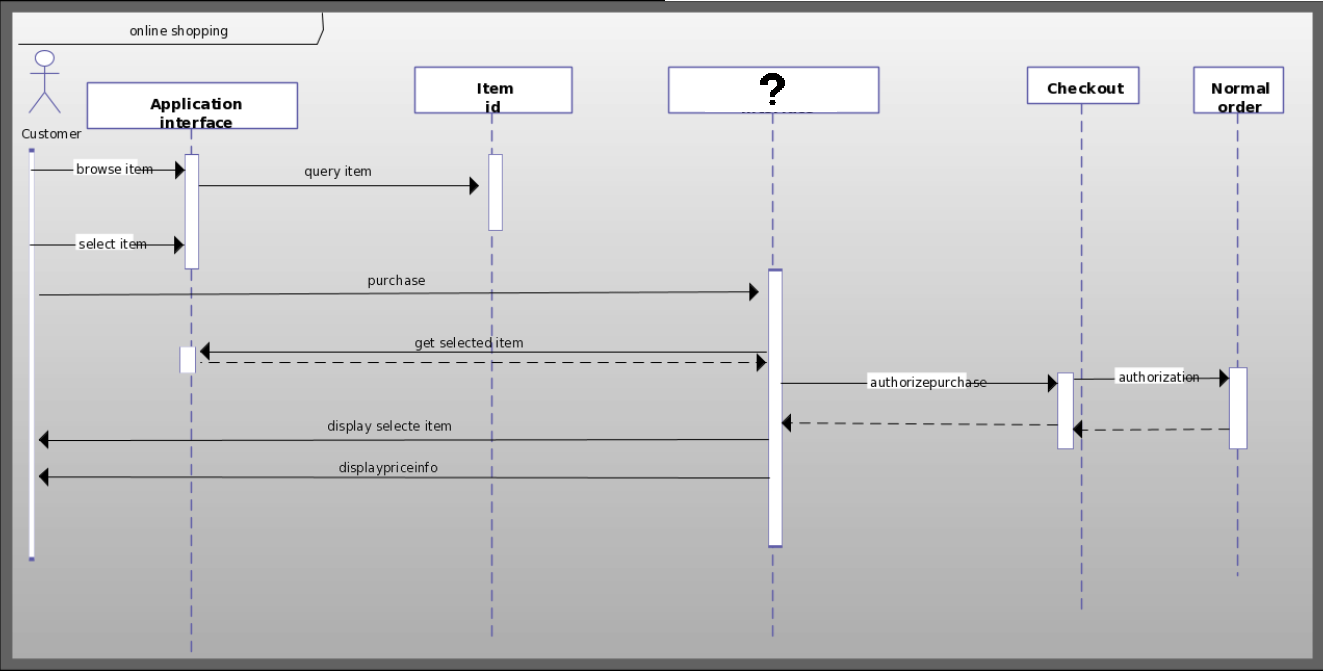 online shopping
Customer
Application
interface
Item
id
?
Checkout
Normal
order
browse item
query item
select item
purchase
get selected item
authorizepurchase
authorization
display selecte item
displaypriceinfo